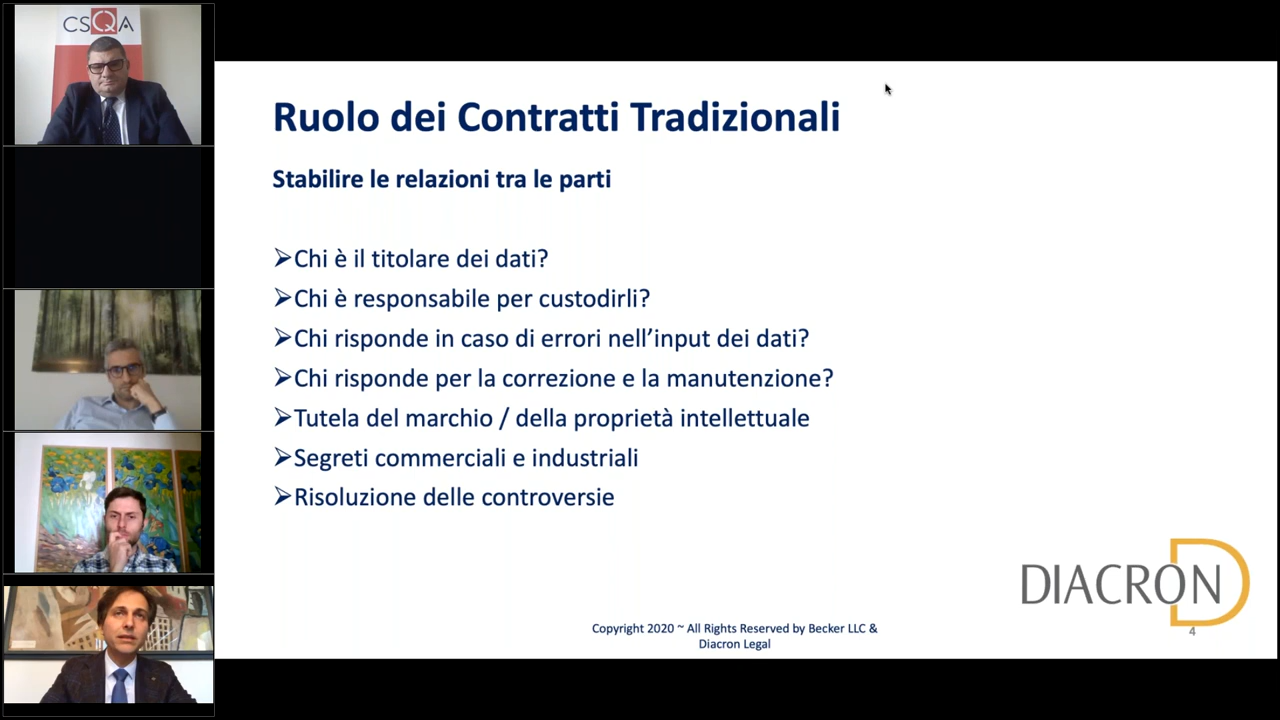 CSQA
Ruolo dei Contratti Tradizionali
Stabilire le relazioni tra le parti
➢Chi è il titolare dei dati?
➢Chi è responsabile per custodirli?
➢Chi risponde in caso di errori nell’input dei dati?
➢Chi risponde per la correzione e la manutenzione?
➢Tutela del marchio / della proprietà intellettuale
➢Segreti commerciali e industriali
➢Risoluzione delle controversie
DIACRON
D
4
Copyright 2020 ~ All Rights Reserved by Becker LLC &
Diacron Legal